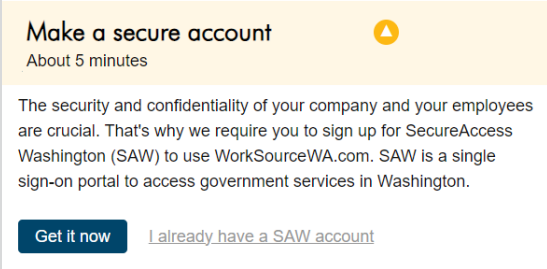 Make a secure account
About 5 minutes
The security and confidentiality of your company and your employees
are crucial. That's why we require you to sign up for SecureAccess
Washington (SAW) to use WorkSourceWA.com. SAW is a single
sign-on portal to access government services in Washington.
Get it now I already have a SAW account